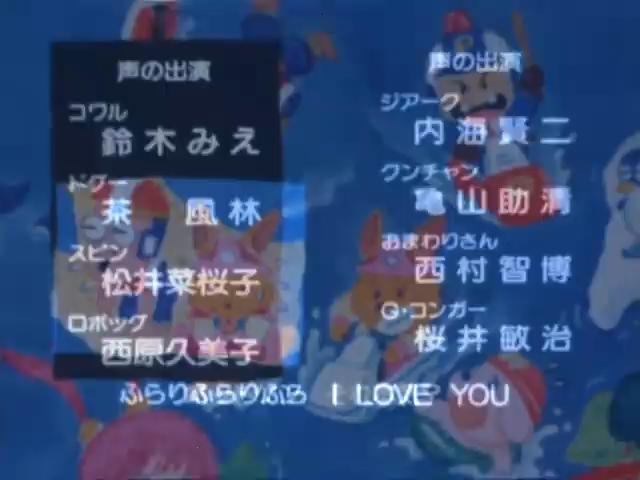 声の出演
コワル
鈴木みえ
ドグー
茶 風林
スピン
松井菜桜子
ロボッグ
西原久美子
声の出演
ジアーク
内海賢二
クンチャン
亀山助清
おまわりさん
西村智博
Q・コンガー
桜井敏治
ふらりふらりふら I LOVE YOU